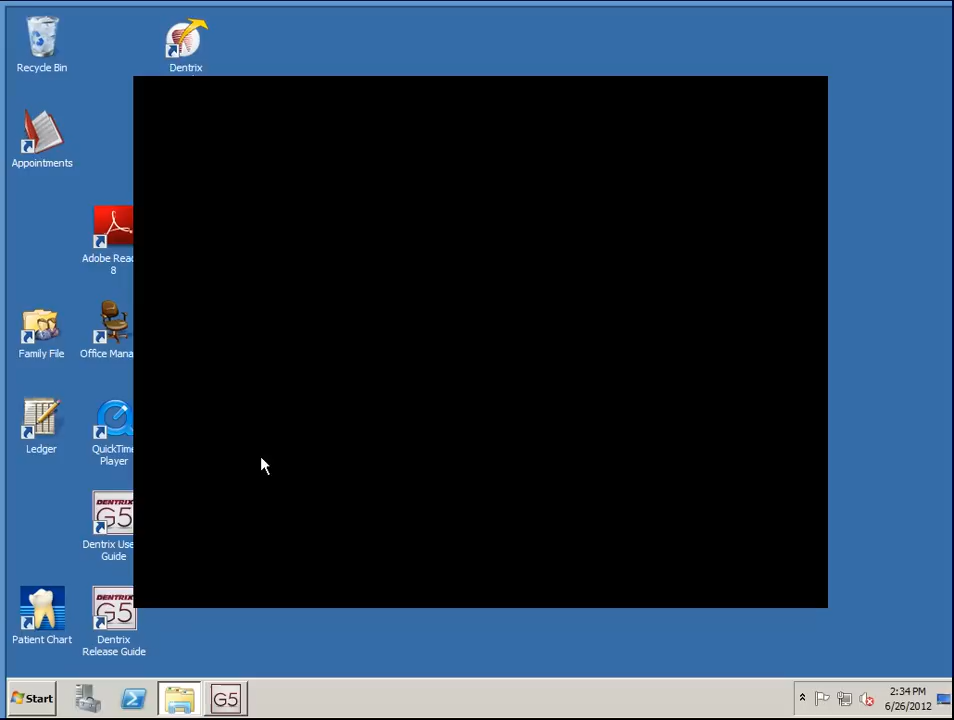 Recycle Bin
Dentrix
Appointments
Adobe Rea
8
Family File
Office Mana
Ledger
QuickTime
Player
DENTRIX
G5
Dentrix Use
Guide
Patient Chart
DENTRIX
G5
Dentrix
Release Guide
Start
G5
2:34 PM
6/26/2012